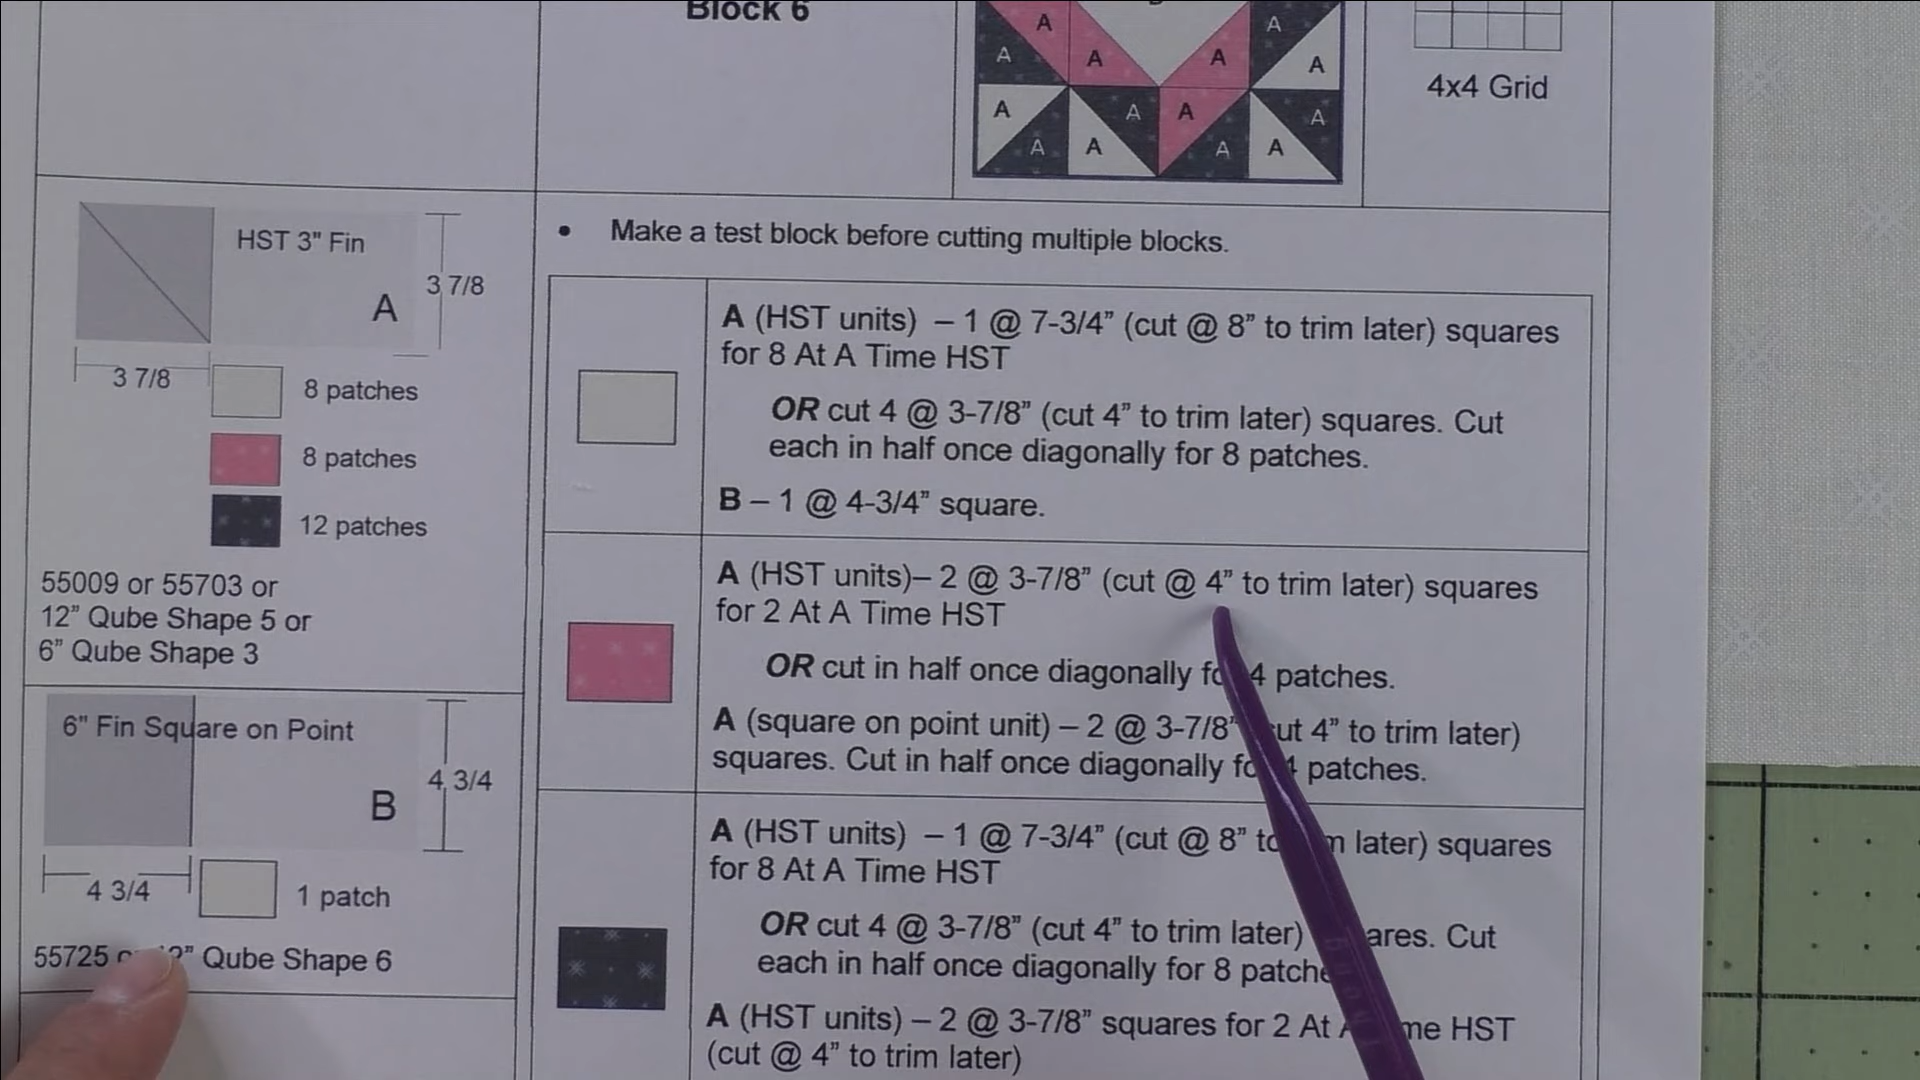 Block 6
A
A
A
A
A
A
A
A
A
A
A
A
A
A
4x4 Grid
HST 3" Fin
A
3 7/8
3 7/8
8 patches
8 patches
12 patches
55009 or 55703 or
12” Qube Shape 5 or
6” Qube Shape 3
6" Fin Square on Point
B
4 3/4
4 3/4
1 patch
55725 Qube Shape 6
• Make a test block before cutting multiple blocks.
A (HST units) – 1 @ 7-3/4” (cut @ 8” to trim later) squares
for 8 At A Time HST
OR cut 4 @ 3-7/8” (cut 4” to trim later) squares. Cut
each in half once diagonally for 8 patches.
B – 1 @ 4-3/4” square.
A (HST units)– 2 @ 3-7/8” (cut @ 4” to trim later) squares
for 2 At A Time HST
OR cut in half once diagonally 4 patches.
A (square on point unit) – 2 @ 3-7/8” cut 4” to trim later)
squares. Cut in half once diagonally patches.
A (HST units) – 1 @ 7-3/4” (cut @ 8” later) squares
for 8 At A Time HST
OR cut 4 @ 3-7/8” (cut 4” to trim later) Cut
each in half once diagonally for 8
A (HST units) – 2 @ 3-7/8” squares for 2 At HST
(cut @ 4” to trim later)